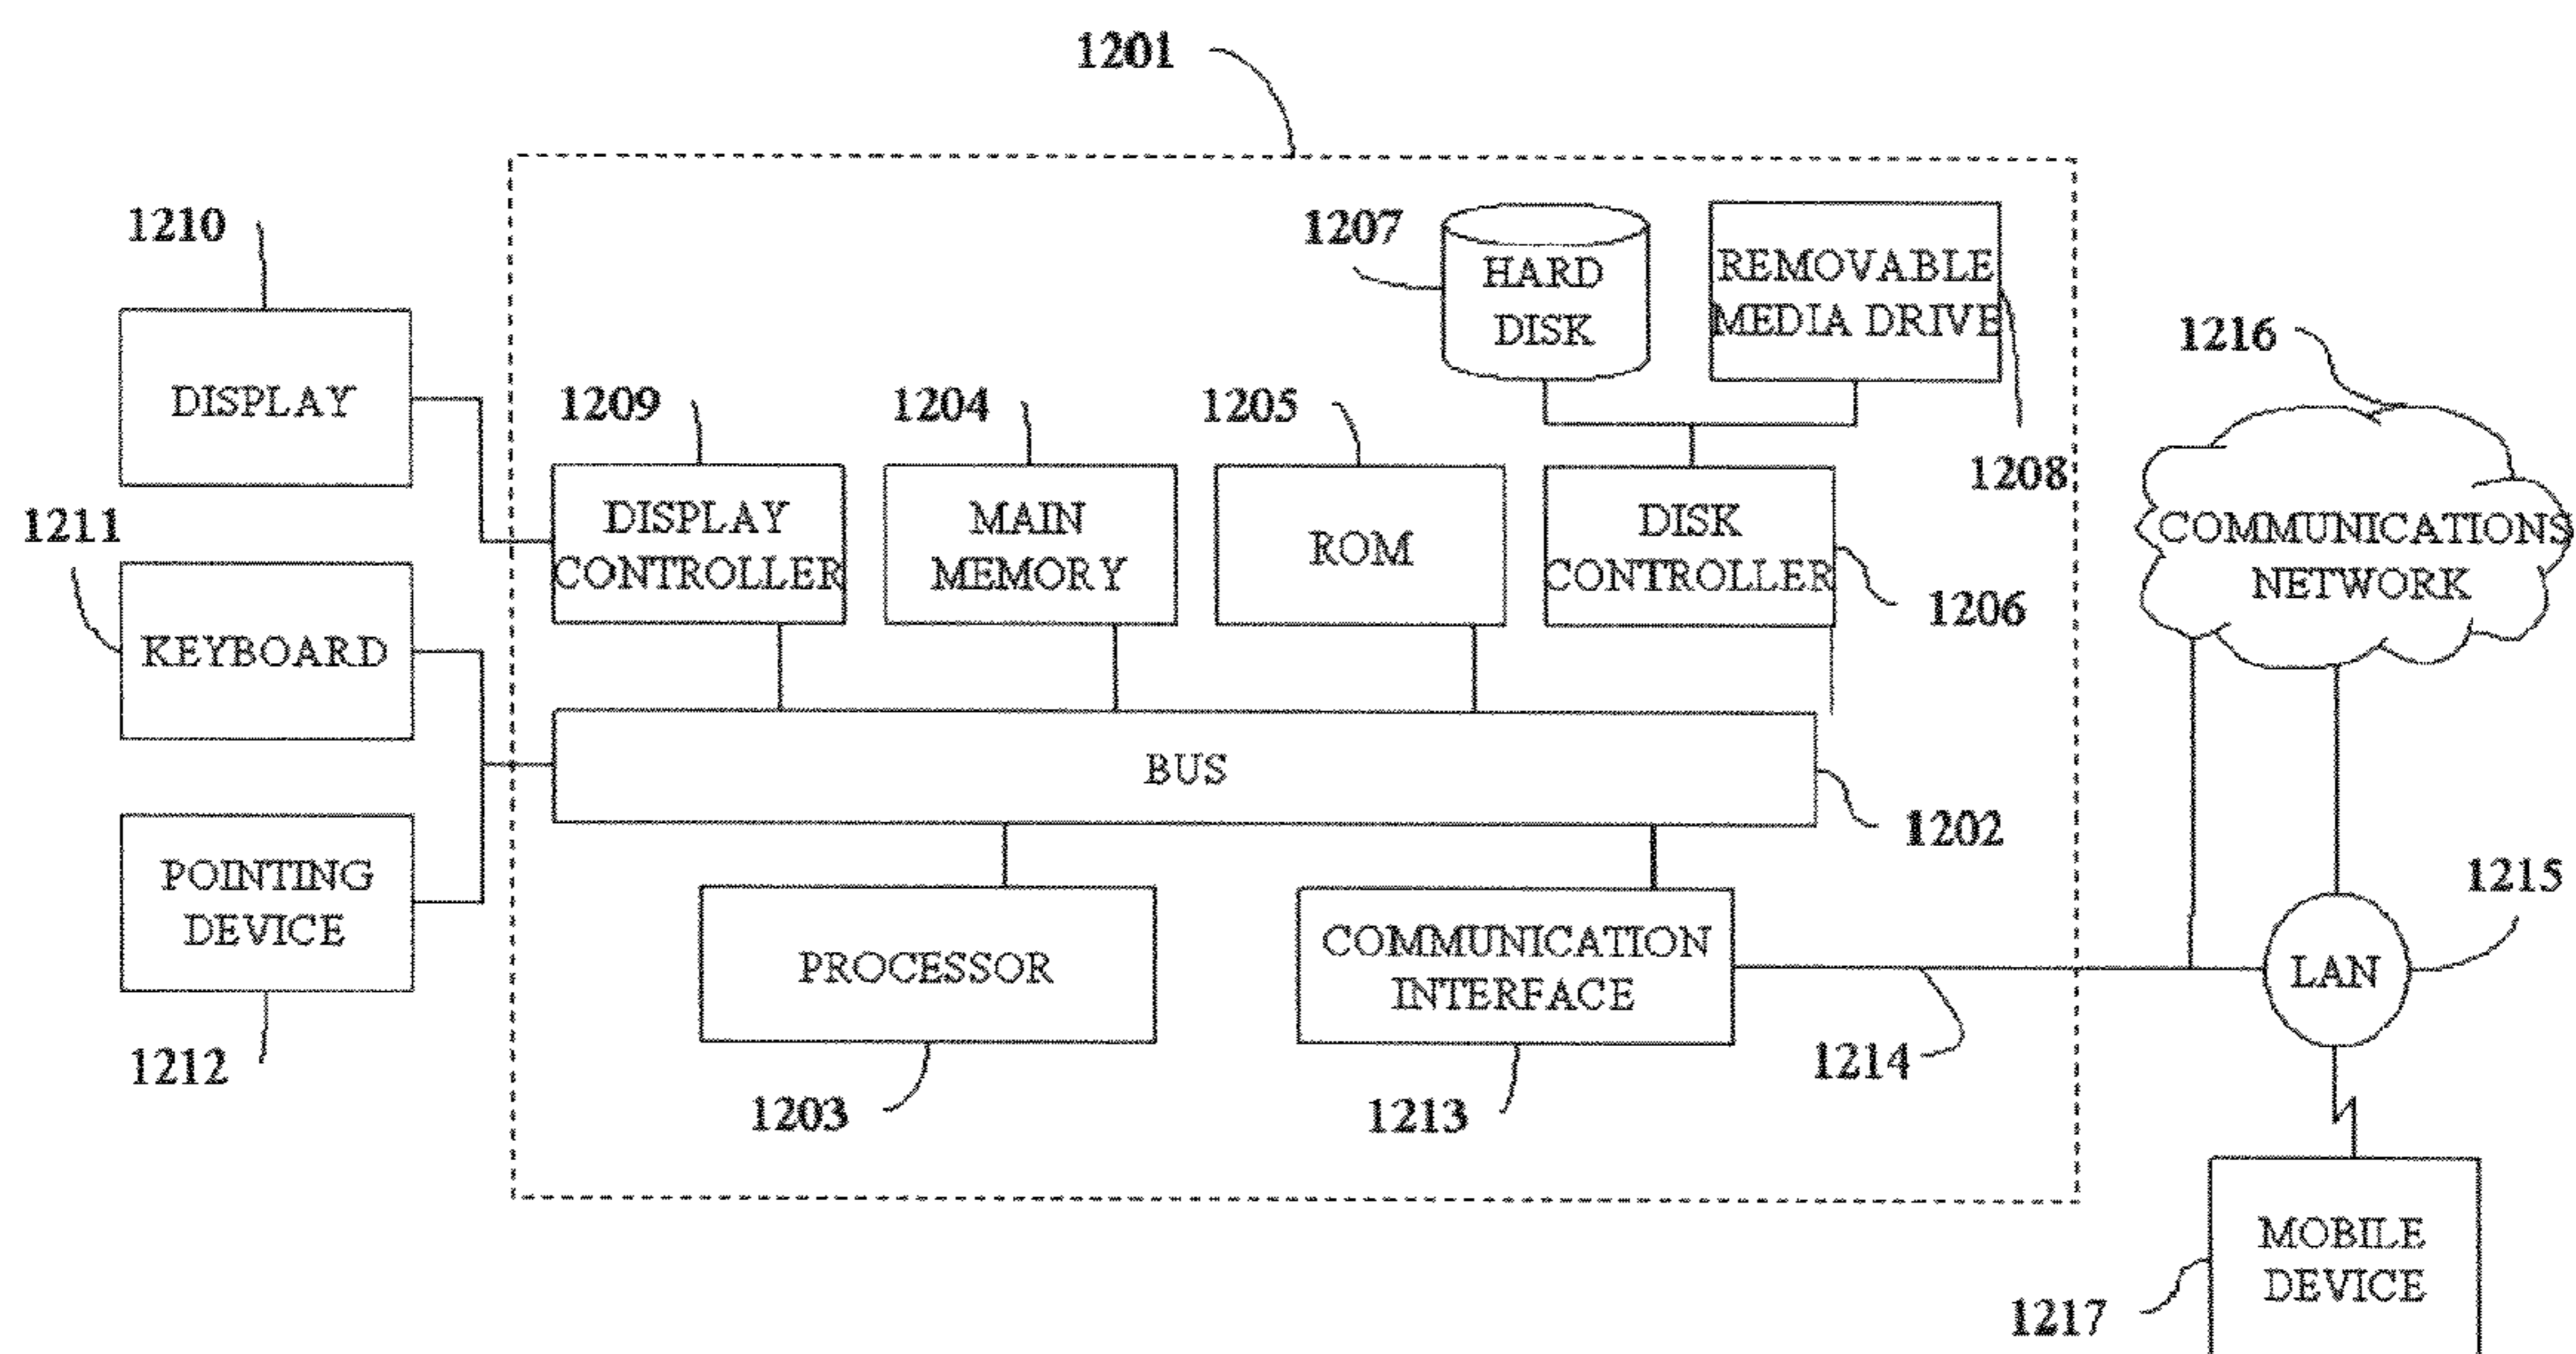 1201
1210
1207
HARD
DISK
REMOVABLE
MEDIA DRIVE
1216
DISPLAY
1209
1204
1205
1208
1211
DISPLAY
CONTROLLER
MAIN
MEMORY
ROM
DISK
CONTROLLER
COMMUNICATIONS
NETWORK
1206
KEYBOARD
BUS
1202
POINTING
DEVICE
1215
PROCESSOR
COMMUNICATION
INTERFACE
LAN
1212
1203
1213
1214
MOBILE
DEVICE
1217